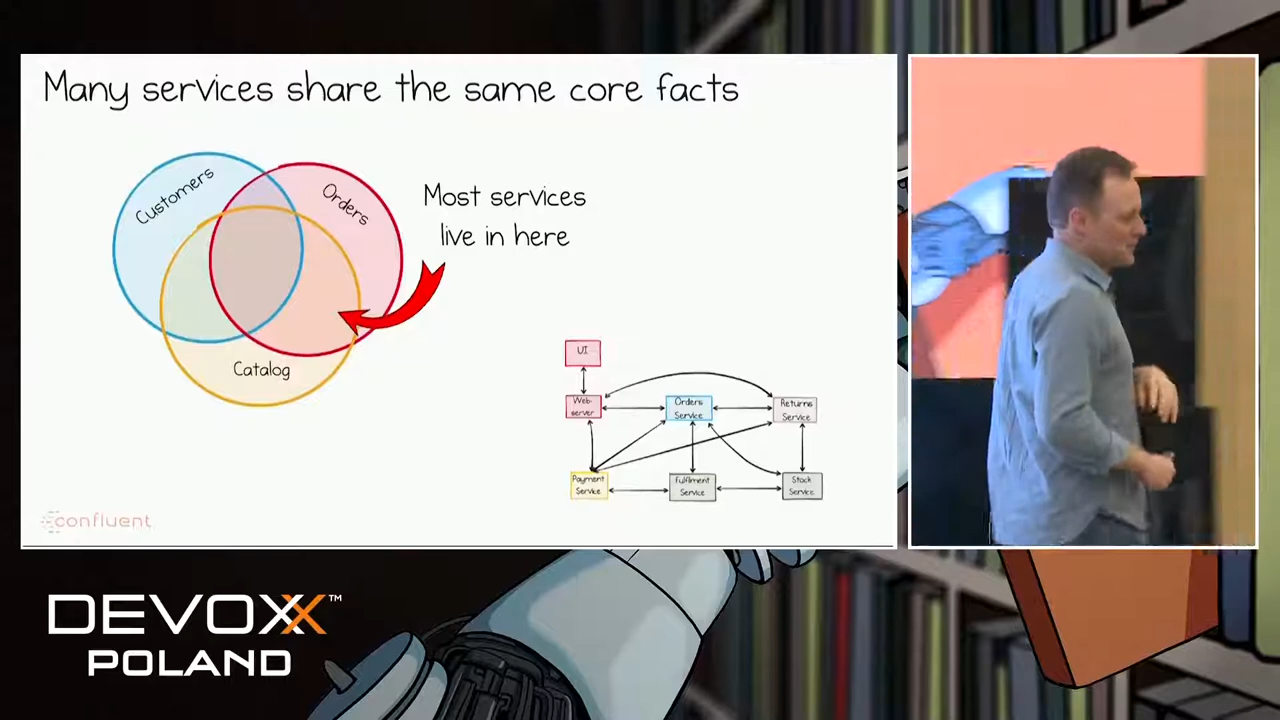 Many services share the same core facts
Customers
Orders
Catalog
Most services
live in here
UI
Web-
server
Orders
Service
Returns
Service
Payment
Service
Fulfilment
Service
Stock
Service
confluent
DEVOXX™
POLAND